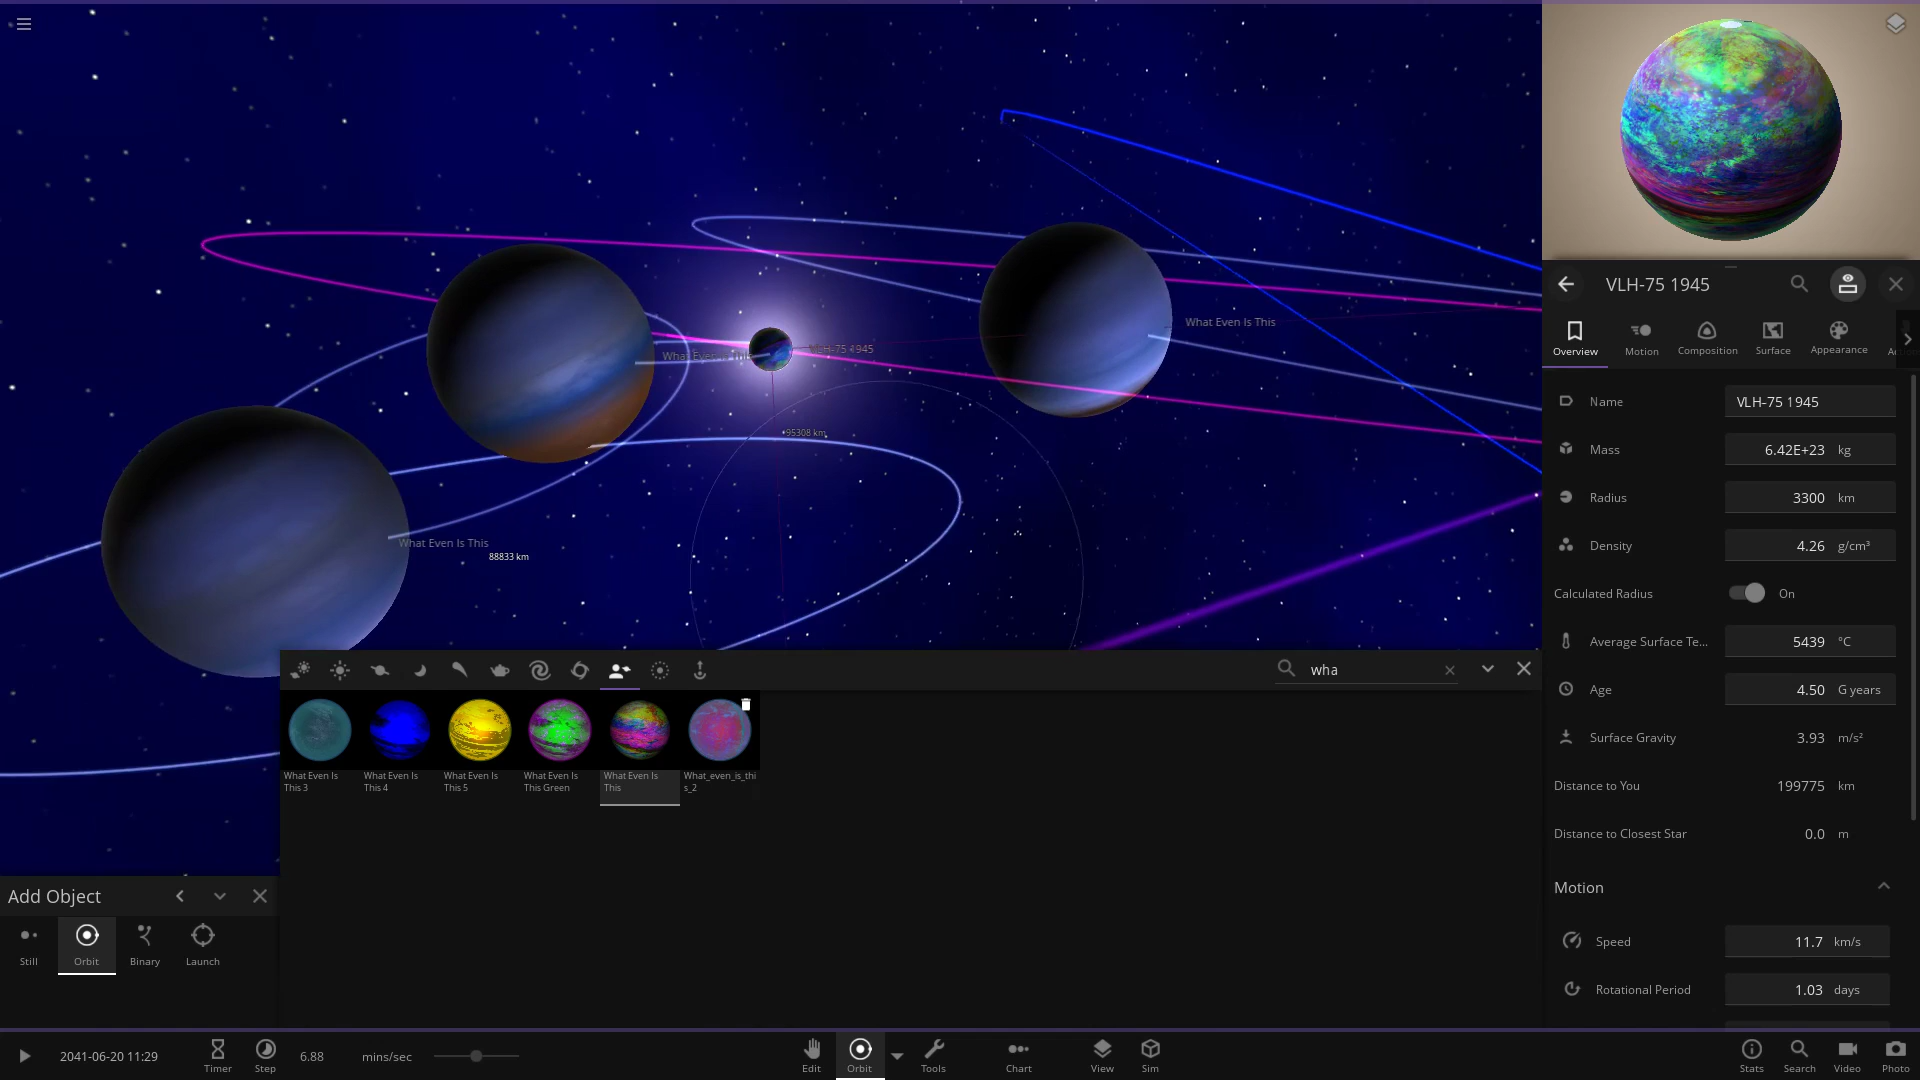 What Even Is This
VLH-75 1945
What Even Is This
95308 km
What Even Is This
88833 km
VLH-75 1945
Overview
Motion
Composition
Surface
Appearance
Name
VLH-75 1945
Mass
6.42E+23 kg
Radius
3300 km
Density
4.26 g/cm³
Calculated Radius
On
Average Surface Te...
5439 °C
Age
4.50 G years
Surface Gravity
3.93 m/s²
Distance to You
199775 km
Distance to Closest Star
0.0 m
Motion
Speed
11.7 km/s
Rotational Period
1.03 days
wha
What Even Is
This 3
What Even Is
This 4
What Even Is
This 5
What Even Is
This Green
What Even Is
This
What_even_is_thi
s_2
Add Object
Still
Orbit
Binary
Launch
2041-06-20 11:29
Timer
Step
6.88 mins/sec
Edit
Orbit
Tools
Chart
View
Sim
Stats
Search
Video
Photo